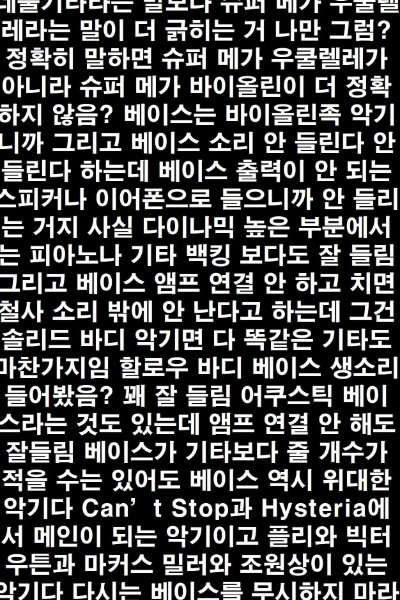 네줄기타라는 말보다 슈퍼 메가 우쿨렐
레라는 말이 더 긁히는 거 나만 그럼?
정확히 말하면 슈퍼 메가 우쿨렐레가
아니라 슈퍼 메가 바이올린이 더 정확
하지 않음? 베이스는 바이올린족 악기
니까 그리고 베이스 소리 안 들린다 안
들린다 하는데 베이스 출력이 안 되는
스피커나 이어폰으로 들으니까 안 들리
는 거지 사실 다이나믹 높은 부분에서
는 피아노나 기타 백킹 보다도 잘 들림
그리고 베이스 앰프 연결 안 하고 치면
철사 소리 밖에 안 난다고 하는데 그건
솔리드 바디 악기면 다 똑같은 기타도
마찬가지임 할로우 바디 베이스 생소리
들어봤음? 꽤 잘 들림 어쿠스틱 베이
스라는 것도 있는데 앰프 연결 안 해도
잘들림 베이스가 기타보다 줄 개수가
적을 수는 있어도 베이스 역시 위대한
악기다 Can’t Stop과 Hysteria에
서 메인이 되는 악기이고 플리와 빅터
우튼과 마커스 밀러와 조원상이 있는
악기다 다시는 베이스를 무시하지 마라